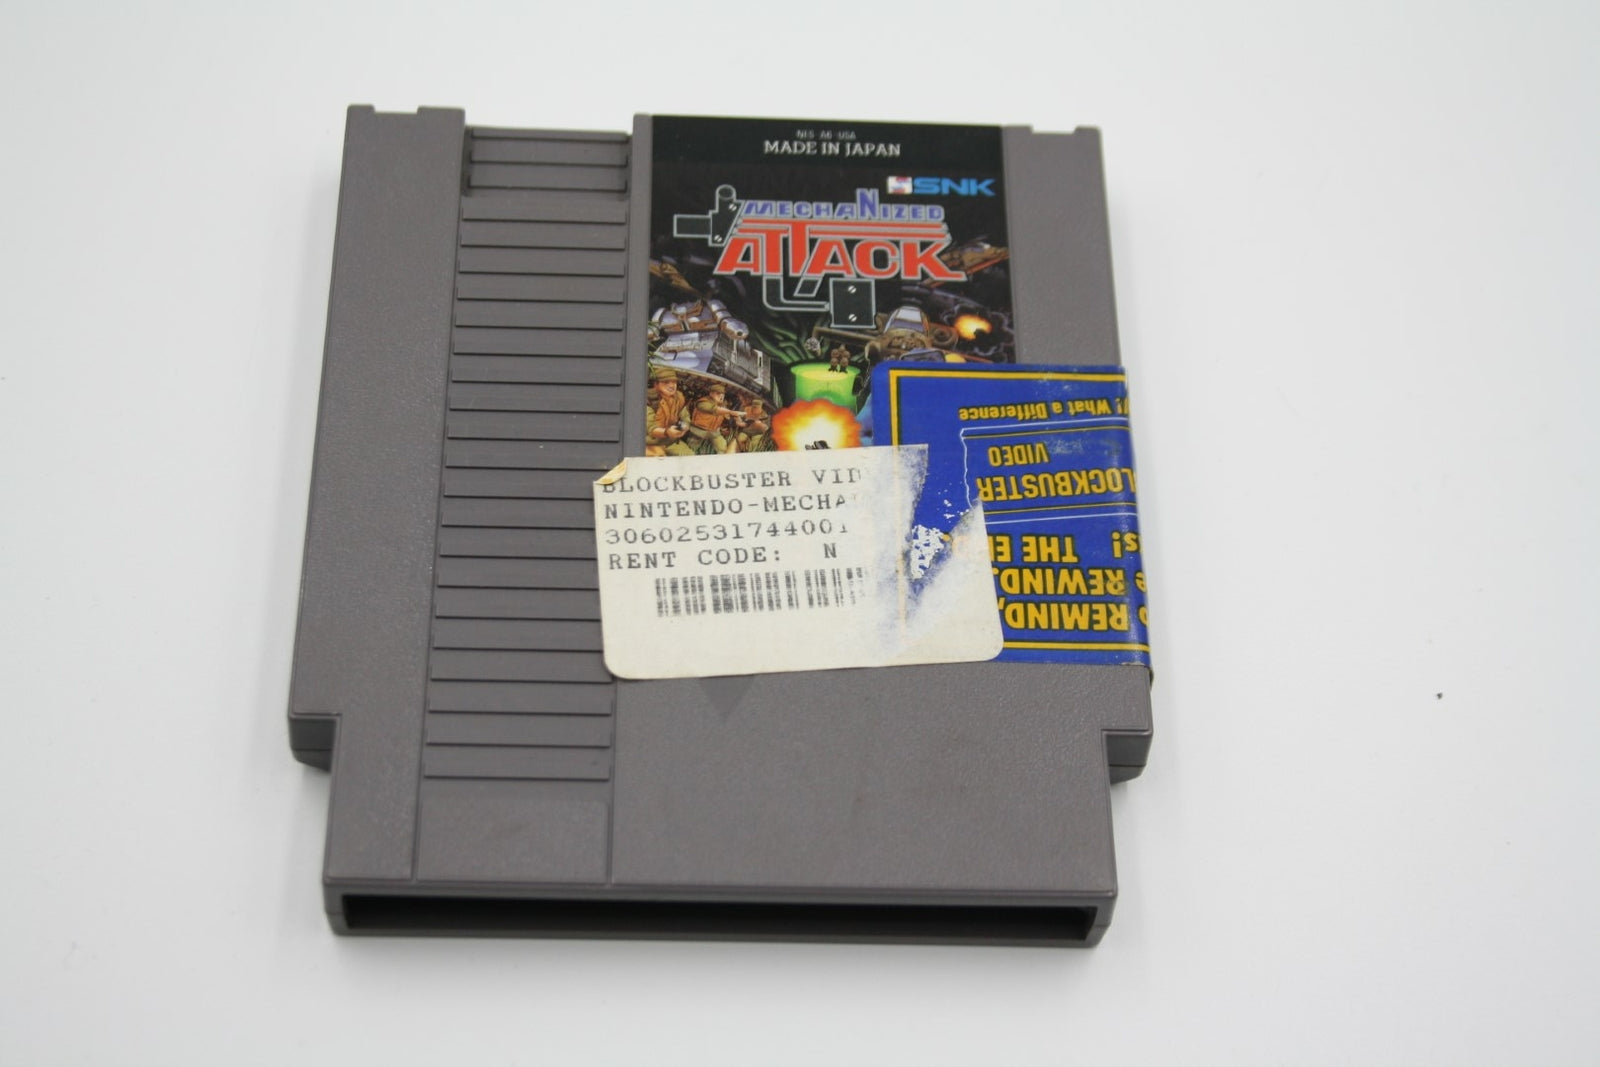 NES-A6-USA
MADE IN JAPAN
SNK
MECHANIZED
ATTACK
BLOCKBUSTER VID
NINTENDO-MECHA
30602531744001
RENT CODE: N
! What a Difference
VIDEO
LOCKBUSTER
THE
REWIND,
REMIND,